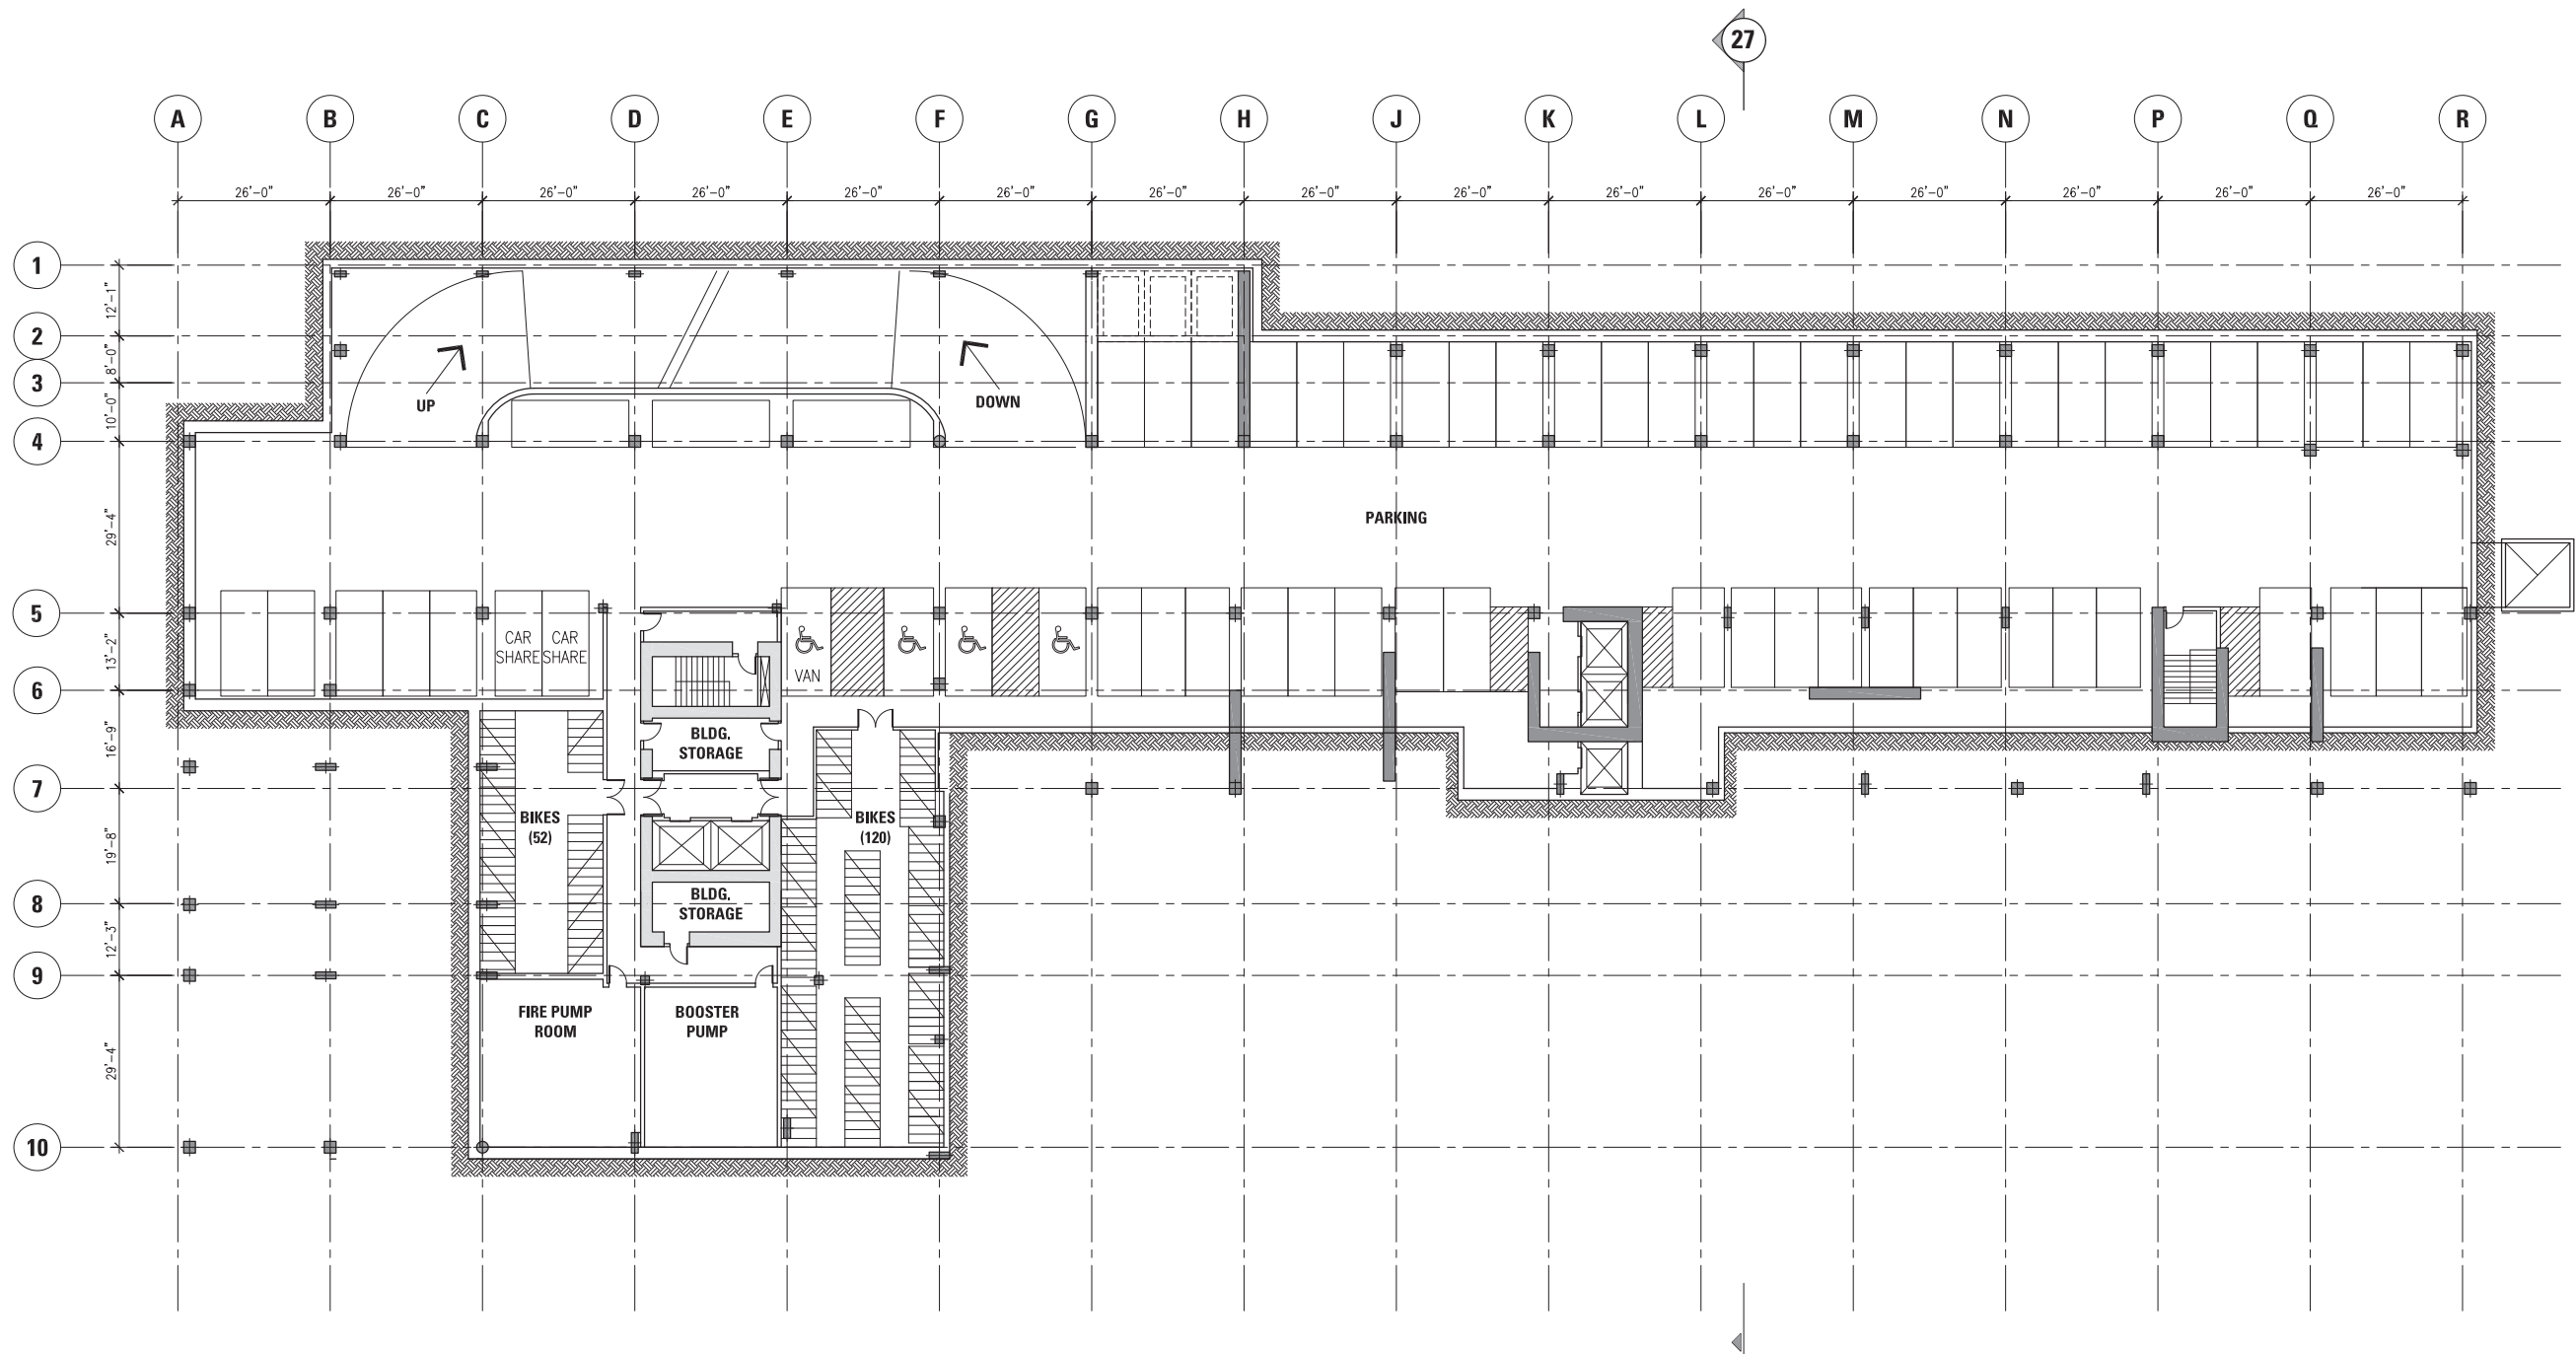 27
A B C D E F G H J K L M N P Q R
26'-0" 26'-0" 26'-0" 26'-0" 26'-0" 26'-0" 26'-0" 26'-0" 26'-0" 26'-0" 26'-0" 26'-0" 26'-0" 26'-0" 26'-0"
1
12'-1"
2
8'-0"
3
10'-0"
UP
DOWN
4
29'-4"
PARKING
5
13'-2"
CAR
SHARE
CAR
SHARE
VAN
6
16'-9"
BLDG.
STORAGE
7
19'-8"
BIKES
(52)
BIKES
(120)
8
BLDG.
STORAGE
12'-3"
9
29'-4"
FIRE PUMP
ROOM
BOOSTER
PUMP
10